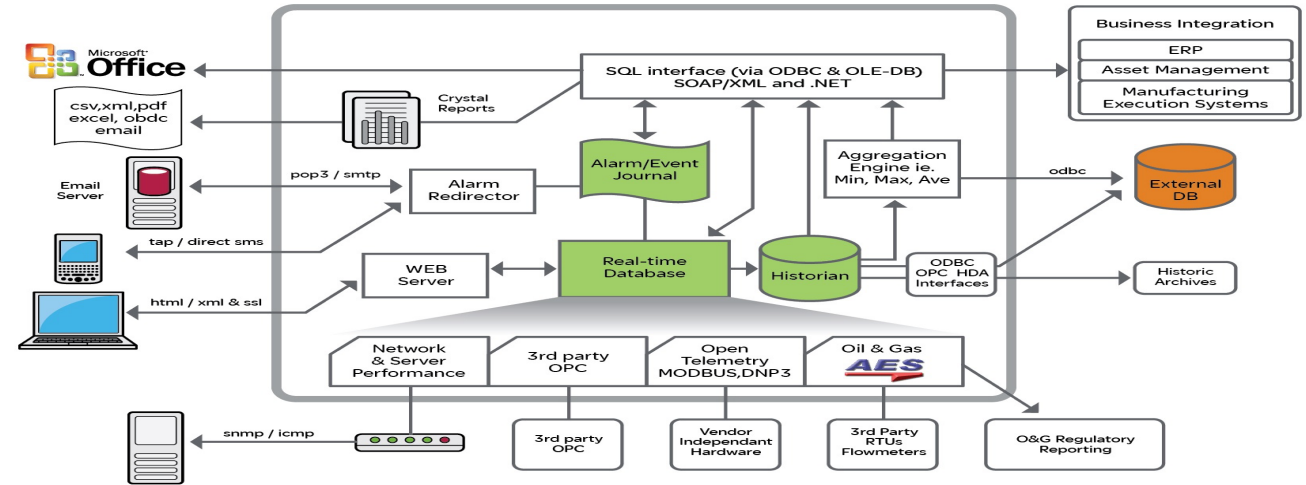 Microsoft
Office
csv,xml,pdf
excel, obdc
email
Crystal
Reports
SQL interface (via ODBC & OLE-DB)
SOAP/XML and .NET
Business Integration
ERP
Asset Management
Manufacturing
Execution Systems
Email
Server
pop3 / smtp
Alarm
Redirector
Alarm/Event
Journal
Aggregation
Engine ie.
Min, Max, Ave
odbc
External
DB
tap / direct sms
WEB
Server
Real-time
Database
Historian
ODBC
OPC HDA
Interfaces
Historic
Archives
html / xml & ssl
Network
& Server
Performance
3rd party
OPC
Open
Telemetry
MODBUS,DNP3
Oil & Gas
AES
snmp / icmp
3rd party
OPC
Vendor
Independant
Hardware
3rd Party
RTUs
Flowmeters
O&G Regulatory
Reporting